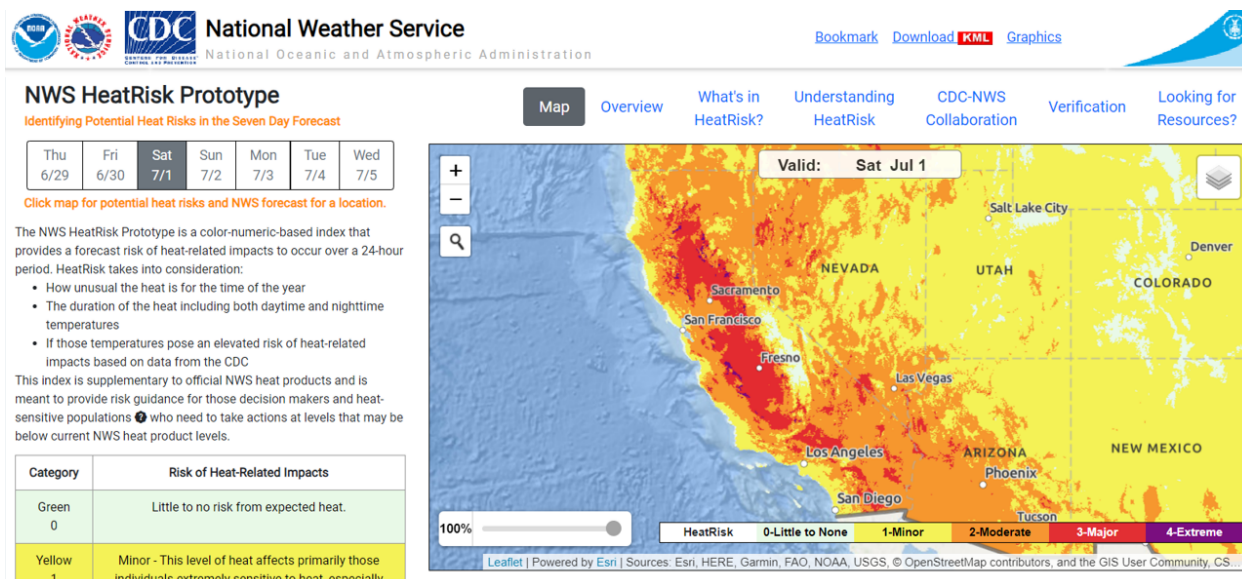 CDC
CENTERS FOR DISEASE
CONTROL AND PREVENTION
National Weather Service
National Oceanic and Atmospheric Administration
Bookmark Download KML Graphics
NWS HeatRisk Prototype
Identifying Potential Heat Risks in the Seven Day Forecast
Map
Overview
What's in
HeatRisk?
Understanding
HeatRisk
CDC-NWS
Collaboration
Verification
Looking for
Resources?
Thu Fri Sat Sun Mon Tue Wed
6/29 6/30 7/1 7/2 7/3 7/4 7/5
Click map for potential heat risks and NWS forecast for a location.
The NWS HeatRisk Prototype is a color-numeric-based index that
provides a forecast risk of heat-related impacts to occur over a 24-hour
period. HeatRisk takes into consideration:
• How unusual the heat is for the time of the year
• The duration of the heat including both daytime and nighttime
temperatures
• If those temperatures pose an elevated risk of heat-related
impacts based on data from the CDC
This index is supplementary to official NWS heat products and is
meant to provide risk guidance for those decision makers and heat-
sensitive populations ? who need to take actions at levels that may be
below current NWS heat product levels.
Category Risk of Heat-Related Impacts
Green
0
Little to no risk from expected heat.
Yellow
1
Minor - This level of heat affects primarily those
individuals extremely sensitive to heat, especially
+
−
Valid: Sat Jul 1
Salt Lake City
Denver
NEVADA
UTAH
COLORADO
Sacramento
San Francisco
Fresno
Las Vegas
Los Angeles
ARIZONA
NEW MEXICO
Phoenix
San Diego
Tucson
100%
HeatRisk 0-Little to None 1-Minor 2-Moderate 3-Major 4-Extreme
Leaflet | Powered by Esri | Sources: Esri, HERE, Garmin, FAO, NOAA, USGS, © OpenStreetMap contributors, and the GIS User Community, CS...